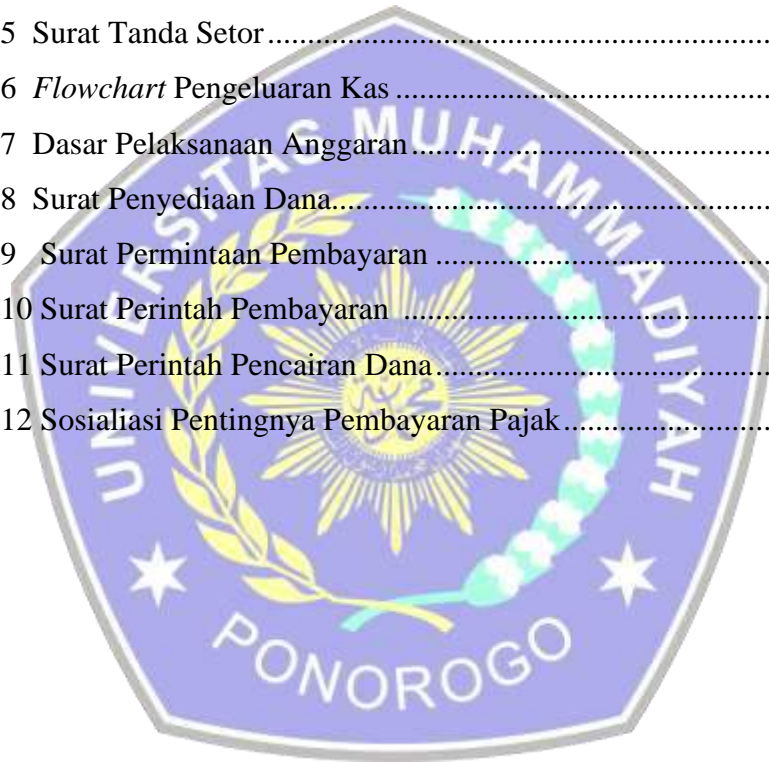 5 Surat Tanda Setor
6 Flowchart Pengeluaran Kas
7 Dasar Pelaksanaan Anggaran
8 Surat Penyediaan Dana
9 Surat Permintaan Pembayaran
10 Surat Perintah Pembayaran
11 Surat Perintah Pencairan Dana
12 Sosialiasi Pentingnya Pembayaran Pajak
UNIVERSITAS MUHAMMADIYAH
PONOROGO